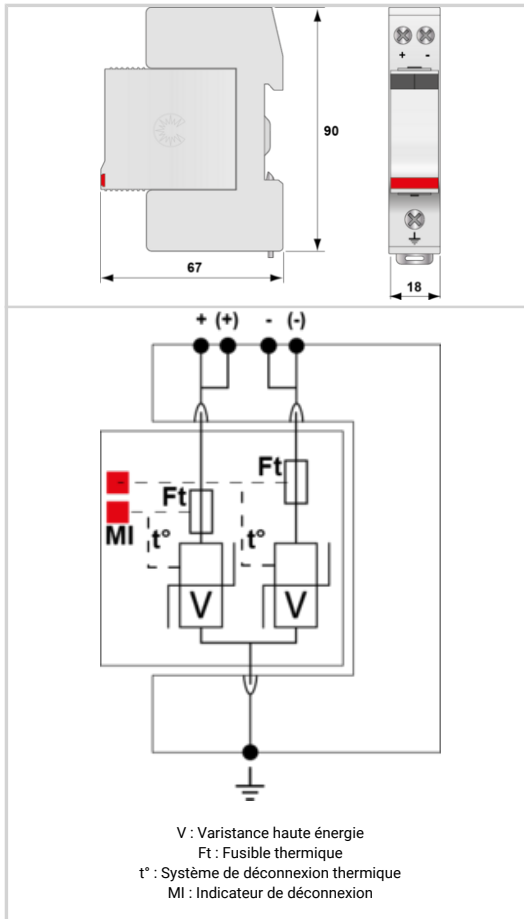 90
+ -
67
18
+ (+) - (-)
Ft
-
Ft
MI
t° t°
V V
V : Varistance haute énergie
Ft : Fusible thermique
t° : Système de déconnexion thermique
MI : Indicateur de déconnexion